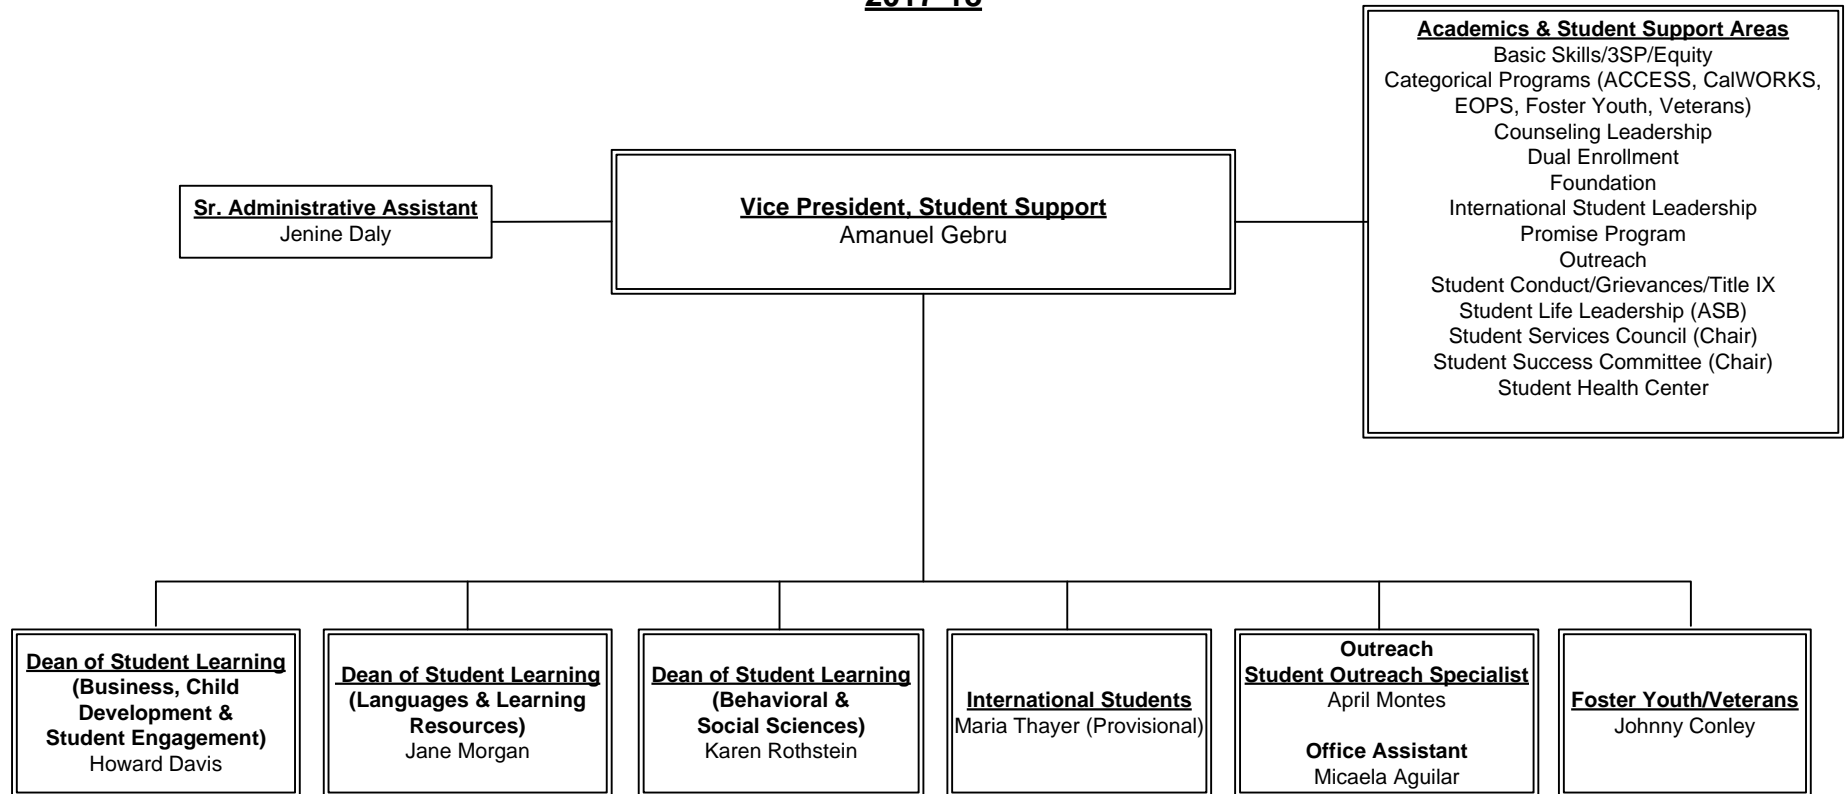 2017-18
Academics & Student Support Areas
Basic Skills/3SP/Equity
Categorical Programs (ACCESS, CalWORKS,
EOPS, Foster Youth, Veterans)
Counseling Leadership
Dual Enrollment
Foundation
International Student Leadership
Promise Program
Outreach
Student Conduct/Grievances/Title IX
Student Life Leadership (ASB)
Student Services Council (Chair)
Student Success Committee (Chair)
Student Health Center
Vice President, Student Support
Amanuel Gebru
Sr. Administrative Assistant
Jenine Daly
Dean of Student Learning
(Business, Child
Development &
Student Engagement)
Howard Davis
Dean of Student Learning
(Languages & Learning
Resources)
Jane Morgan
Dean of Student Learning
(Behavioral &
Social Sciences)
Karen Rothstein
International Students
Maria Thayer (Provisional)
Outreach
Student Outreach Specialist
April Montes
Office Assistant
Micaela Aguilar
Foster Youth/Veterans
Johnny Conley